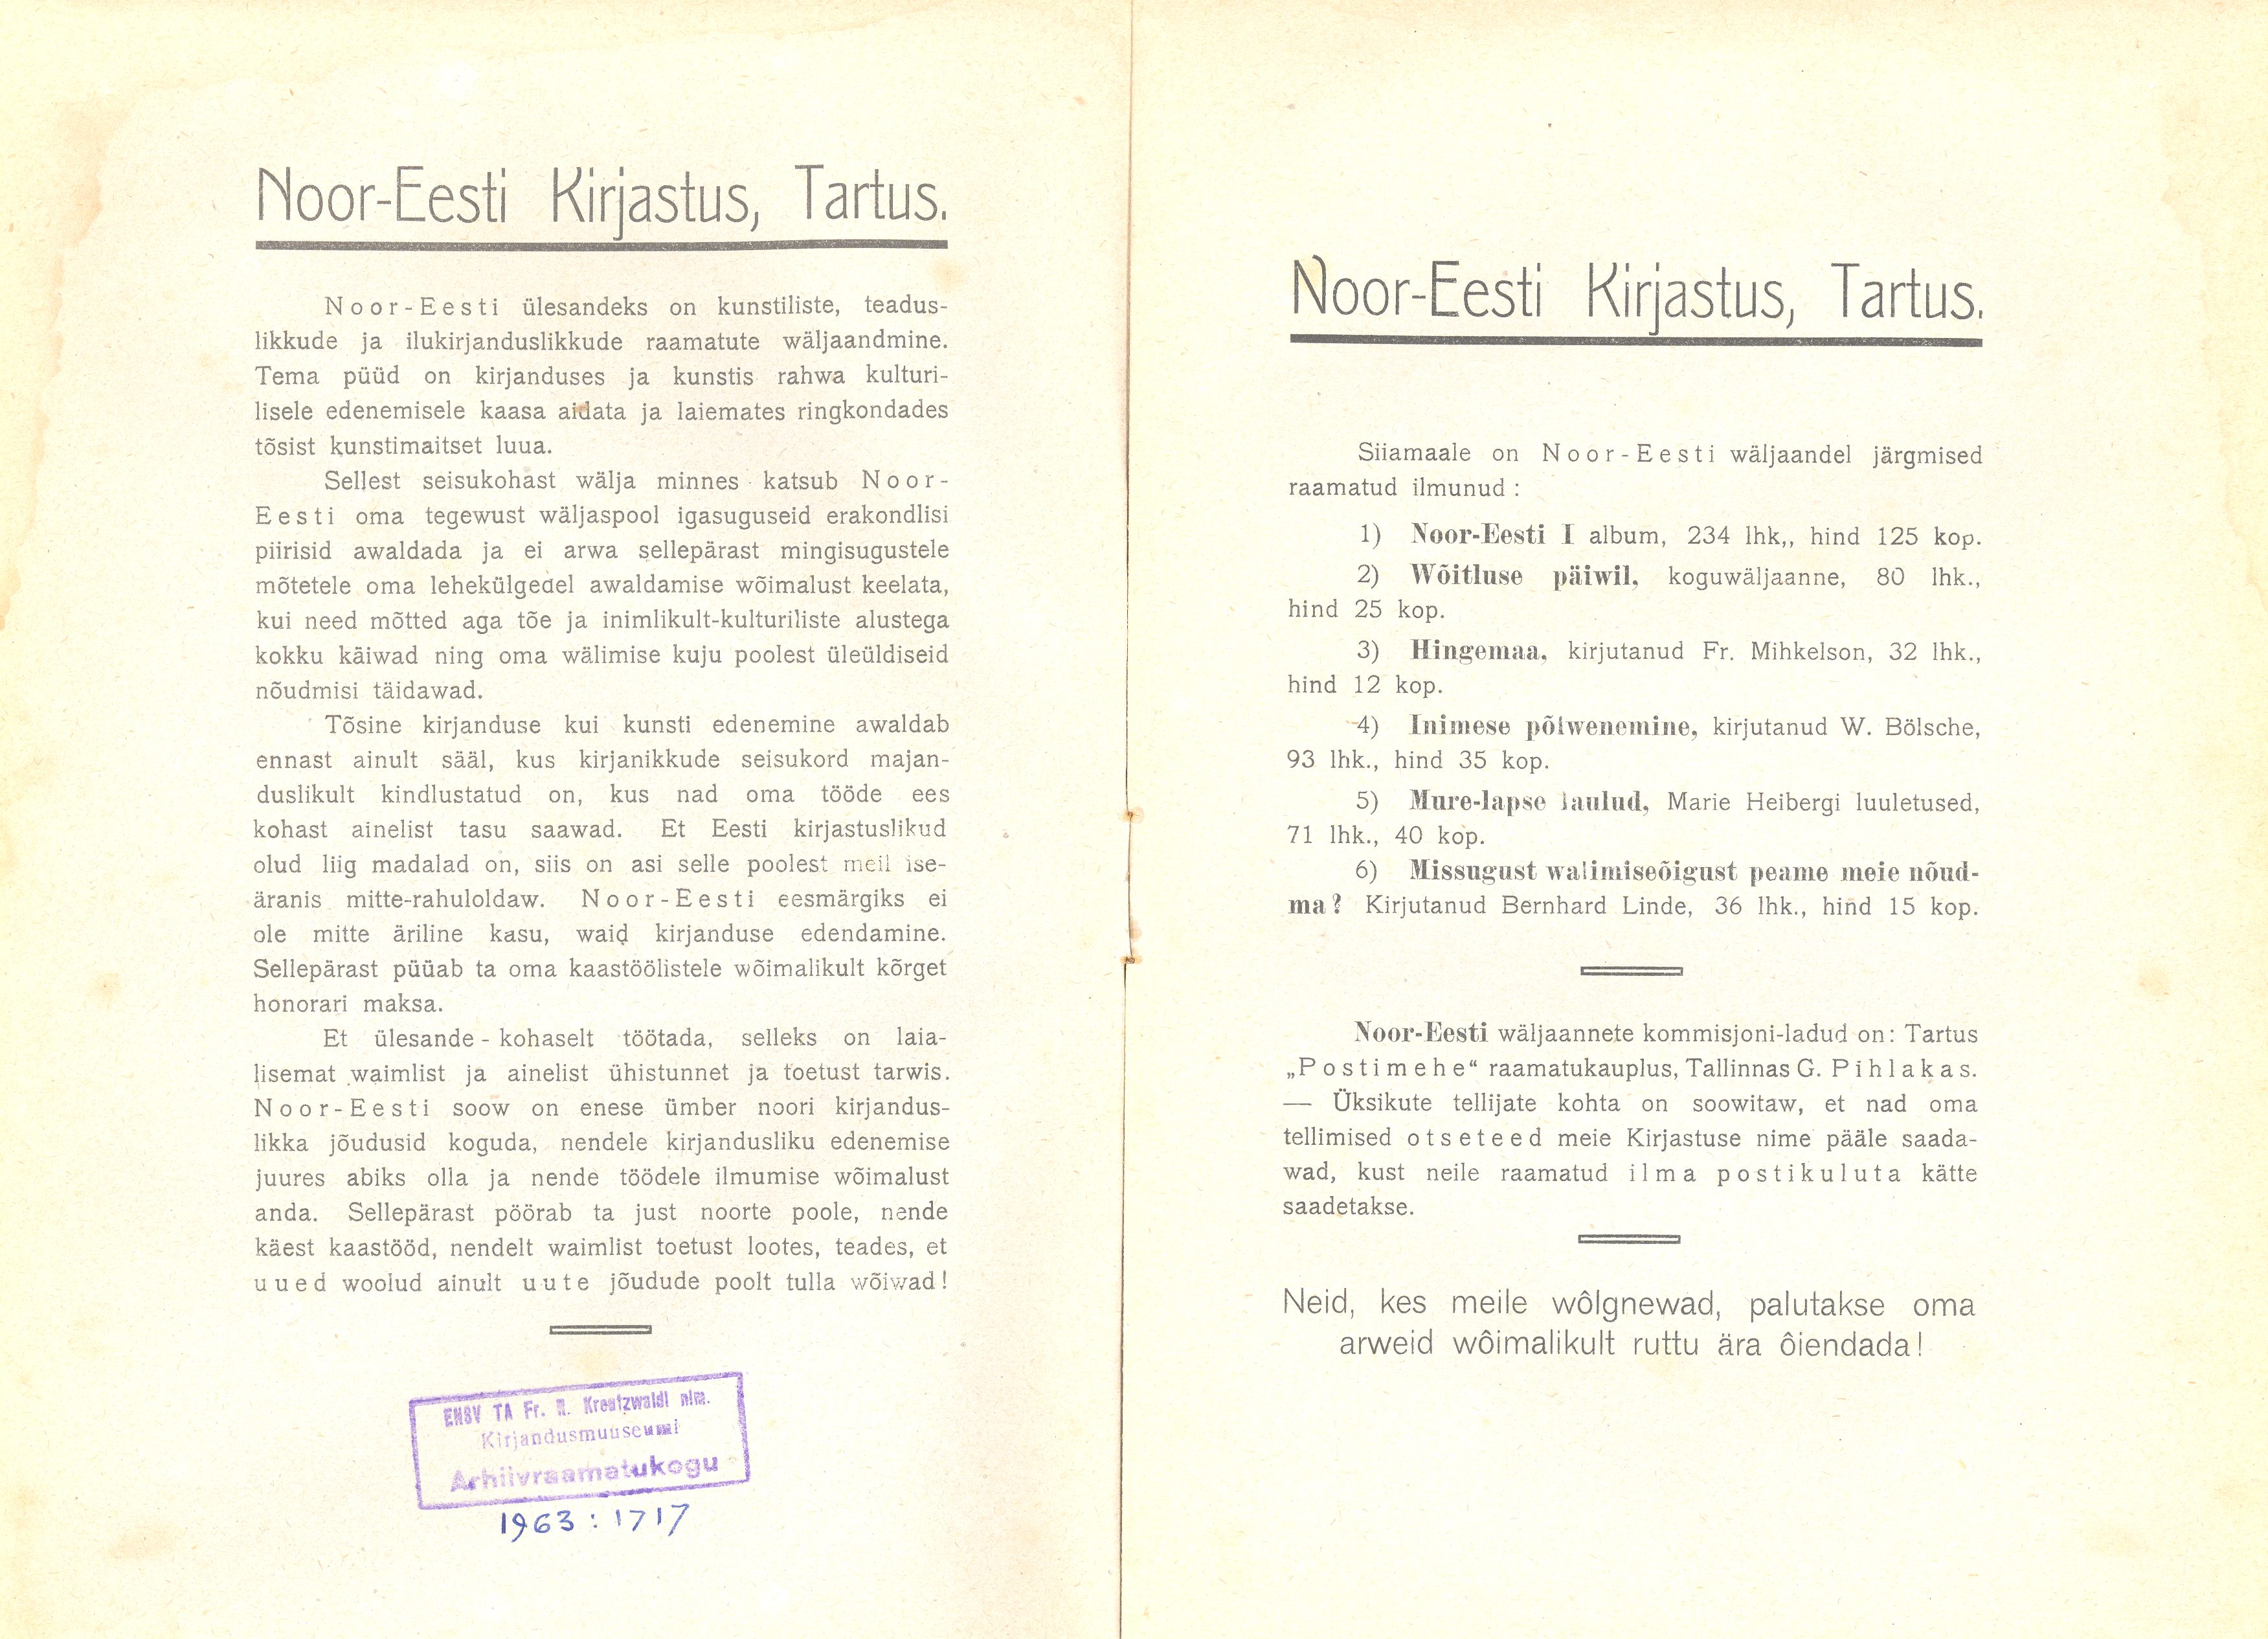 Noor-Eesti Kirjastus, Tartus.
Noor-Eesti ülesandeks on kunstiliste, teadus-
likkude ja ilukirjanduslikkude raamatute wäljaandmine.
Tema püüd on kirjanduses ja kunstis rahwa kulturi-
lisele edenemisele kaasa aidata ja laiemates ringkondades
tõsist kunstimaitset luua.
Sellest seisukohast wälja minnes katsub Noor-
Eesti oma tegewust wäljaspool igasuguseid erakondlisi
piirisid awaldada ja ei arwa sellepärast mingisugustele
mõtetele oma lehekülgedel awaldamise wõimalust keelata,
kui need mõtted aga tõe ja inimlikult-kulturiliste alustega
kokku käiwad ning oma wälimise kuju poolest üleüldiseid
nõudmisi täidawad.
Tõsine kirjanduse kui kunsti edenemine awaldab
ennast ainult sääl, kus kirjanikkude seisukord majan-
duslikult kindlustatud on, kus nad oma tööde ees
kohast ainelist tasu saawad. Et Eesti kirjastuslikud
olud liig madalad on, siis on asi selle poolest meil ise-
äranis mitte-rahuloldaw. Noor-Eesti eesmärgiks ei
ole mitte äriline kasu, waid kirjanduse edendamine.
Sellepärast püüab ta oma kaastöölistele wõimalikult kõrget
honorari maksa.
Et ülesande-kohaselt töötada, selleks on laia-
lisemat waimlist ja ainelist ühistunnet ja toetust tarwis.
Noor-Eesti soow on enese ümber noori kirjandus-
likka jõudusid koguda, nendele kirjandusliku edenemise
juures abiks olla ja nende töödele ilmumise wõimalust
anda. Sellepärast pöörab ta just noorte poole, nende
käest kaastööd, nendelt waimlist toetust lootes, teades, et
uued woolud ainult uute jõudude poolt tulla wõiwad!
ENSV TA Fr. R. Kreutzwaldi nim.
Kirjandusmuuseumi
Arhiivraamatukogu
1963:1717
Noor-Eesti Kirjastus, Tartus.
Siiamaale on Noor-Eesti wäljaandel järgmised
raamatud ilmunud:
1) Noor-Eesti I album, 234 lhk,, hind 125 kop.
2) Wõitluse päiwil, koguwäljaanne, 80 lhk.,
hind 25 kop.
3) Hingemaa, kirjutanud Fr. Mihkelson, 32 lhk.,
hind 12 kop.
4) Inimese põlwenemine, kirjutanud W. Bölsche,
93 lhk., hind 35 kop.
5) Mure-lapse laulud, Marie Heibergi luuletused,
71 lhk., 40 kop.
6) Missugust walimiseõigust peame meie nõud-
ma? Kirjutanud Bernhard Linde, 36 lhk., hind 15 kop.
Noor-Eesti wäljaannete kommisjoni-ladud on: Tartus
„Postimehe“ raamatukauplus, Tallinnas G. Pihlakas.
— Üksikute tellijate kohta on soowitaw, et nad oma
tellimised otseteed meie Kirjastuse nime pääle saada-
wad, kust neile raamatud ilma postikuluta kätte
saadetakse.
Neid, kes meile wôlgnewad, palutakse oma
arweid wôimalikult ruttu ära ôiendada!